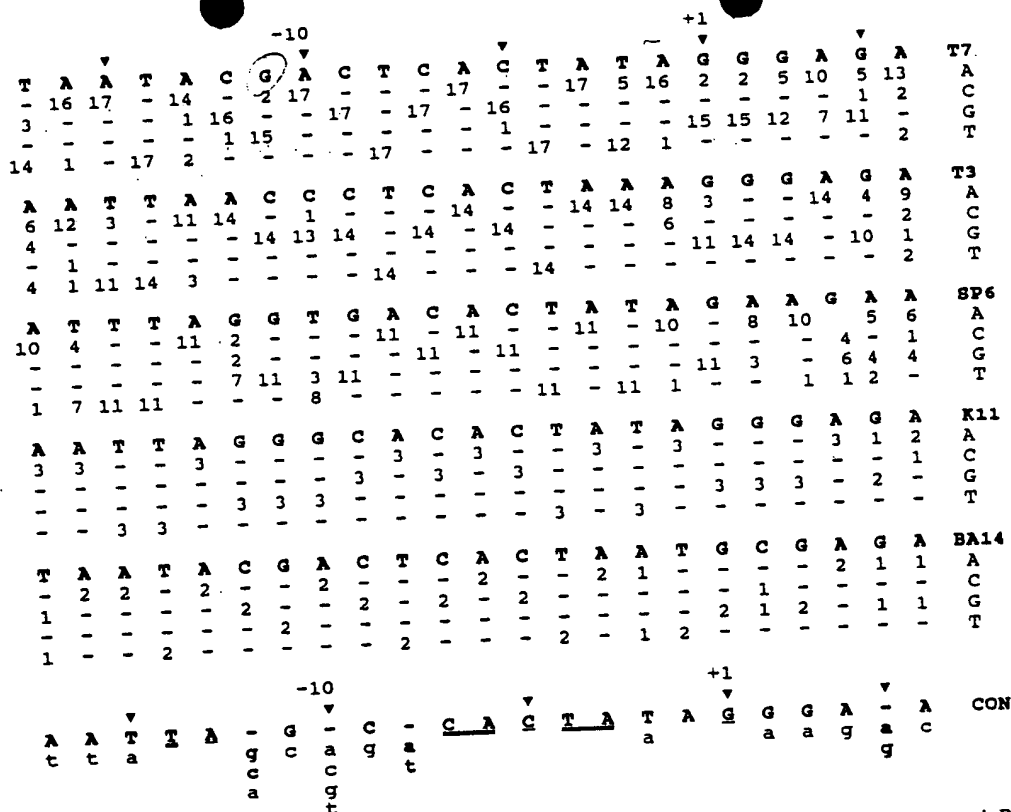 -10 +1
T A A T A C G A C T C A C T A T A G G G A G A T7
- 16 17 - 14 - 2 17 - - - 17 - - 17 5 16 2 2 5 10 5 13 A
3 - - - 1 16 - - 17 - 17 - 16 - - - - - - - - 1 2 C
- - - - - 1 15 - - - - - 1 - - - - 15 15 12 7 11 - G
14 1 - 17 2 - - - - 17 - - - 17 - 12 1 - - - - - 2 T
A A T T A A C C C T C A C T A A A G G G A G A T3
6 12 3 - 11 14 - 1 - - - 14 - - 14 14 8 3 - - 14 4 9 A
4 - - - - - 14 13 14 - 14 - 14 - - - 6 - - - - - 2 C
- 1 - - - - - - - - - - - - - - - 11 14 14 - 10 1 G
4 1 11 14 3 - - - - 14 - - - 14 - - - - - - - - 2 T
A T T T A G G T G A C A C T A T A G A A G A A SP6
10 4 - - 11 2 - - - 11 - 11 - - 11 - 10 - 8 10 - 5 6 A
- - - - - 2 - - - - 11 - 11 - - - - - - - 4 - 1 C
- - - - - 7 11 3 11 - - - - - - - - 11 3 - 6 4 4 G
1 7 11 11 - - - 8 - - - - - 11 - 11 1 - - 1 1 2 - T
A A T T A G G G C A C A C T A T A G G G A G A K11
3 3 - - 3 - - - - 3 - 3 - - 3 - 3 - - - 3 1 2 A
- - - - - - - - 3 - 3 - 3 - - - - - - - - - 1 C
- - - - - 3 3 3 - - - - - - - - - 3 3 3 - 2 - G
- - 3 3 - - - - - - - - - 3 - 3 - - - - - - - T
T A A T A C G A C T C A C T A A T G C G A G A BA14
- 2 2 - 2 - - 2 - - - 2 - - 2 1 - - - - 2 1 1 A
1 - - - - 2 - - 2 - 2 - 2 - - - - - 1 - - - - C
- - - - - - 2 - - - - - - - - - - 2 1 2 - 1 1 G
1 - - 2 - - - - - 2 - - - 2 - 1 2 - - - - - - T
-10 +1
A A T T A - G - C - C A C T A T A G G G A - A CON
t t a g c a g a a a a g a c
c c t g
a g
t